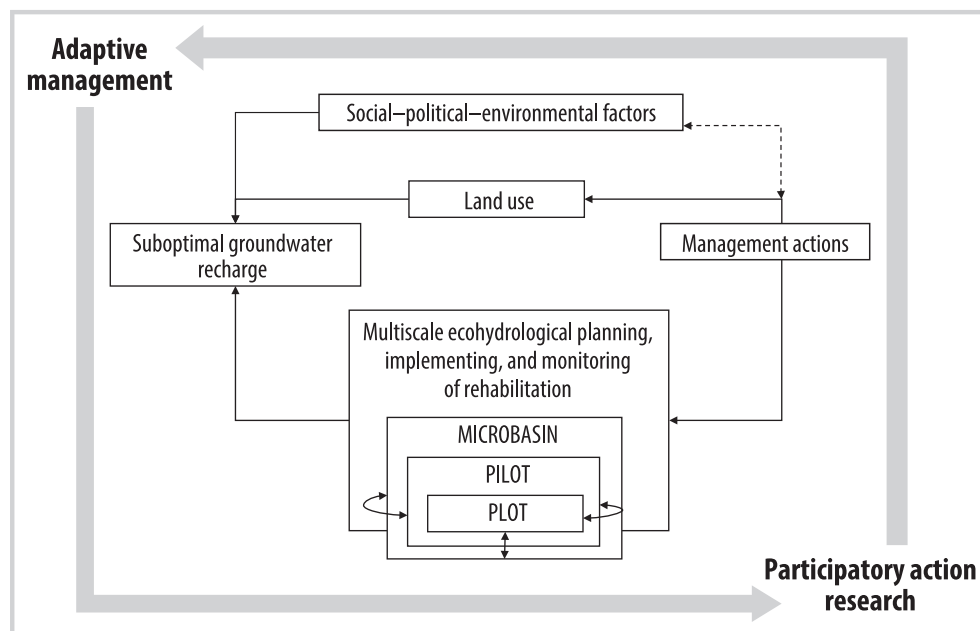 Adaptive
management
Social–political–environmental factors
Land use
Suboptimal groundwater
recharge
Management actions
Multiscale ecohydrological planning,
implementing, and monitoring
of rehabilitation
MICROBASIN
PILOT
PLOT
Participatory action
research